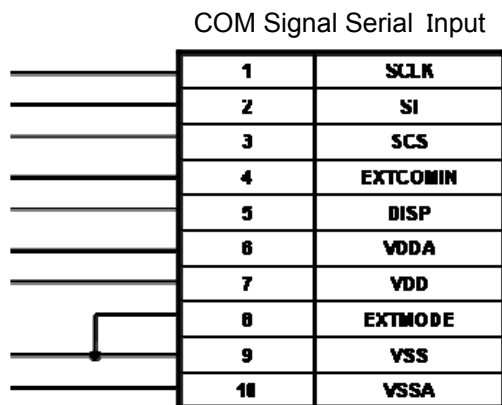 COM Signal Serial Input
1 SCLK
2 SI
3 SCS
4 EXTCOMIN
5 DISP
6 VDDA
7 VDD
8 EXTMODE
9 VSS
10 VSSA